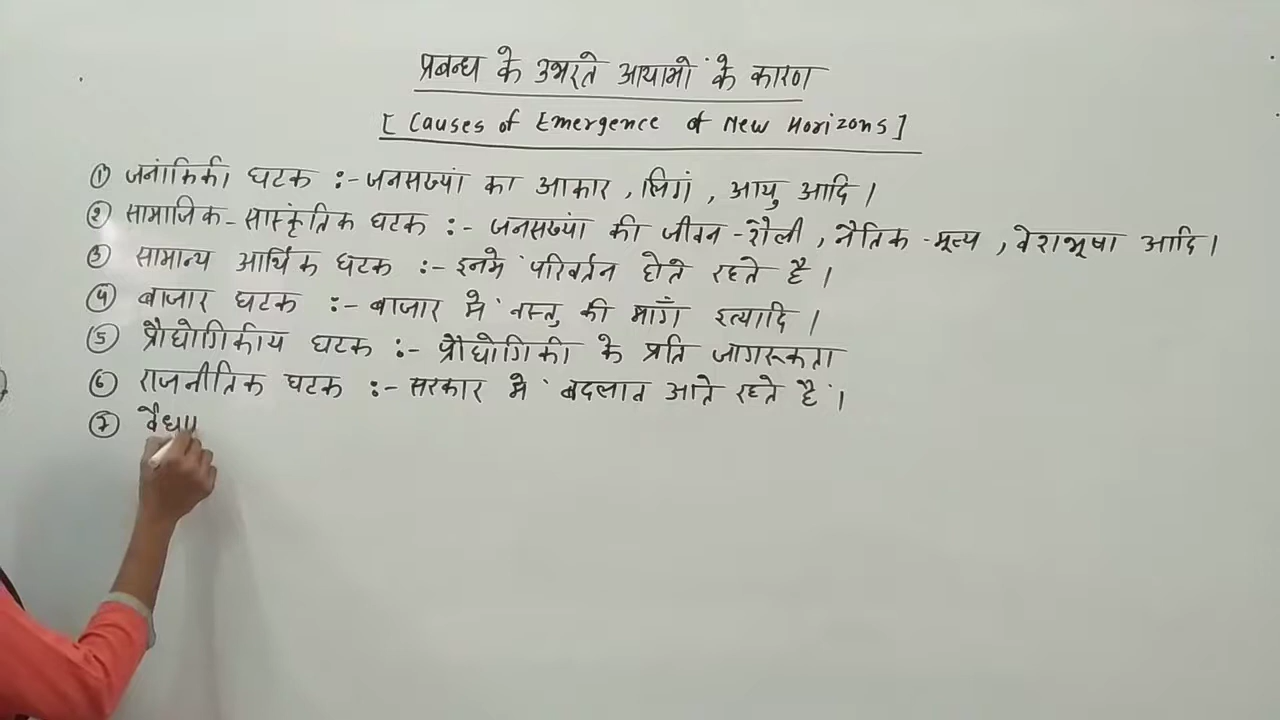 प्रबन्ध के उभरते आयामों के कारण
[ Causes of Emergence of New Horizons ]
① जनांकिकी घटक :- जनसख्यां का आकार , लिगं , आयु आदि ।
② सामाजिक - सास्कृंतिक घटक :- जनसख्यां की जीवन - शैली , नैतिक - मूल्य , वेशभूषा आदि ।
③ सामान्य आर्थिक घटक :- इनमें परिवर्तन होते रहते है ।
④ बाजार घटक :- बाजार में वस्तु की माँग इत्यादि ।
⑤ प्रौद्योगिकीय घटक :- प्रौद्योगिकी के प्रति जागरूकता
⑥ राजनीतिक घटक :- सरकार में बदलाव आते रहते हैं ।
⑦ वैधा